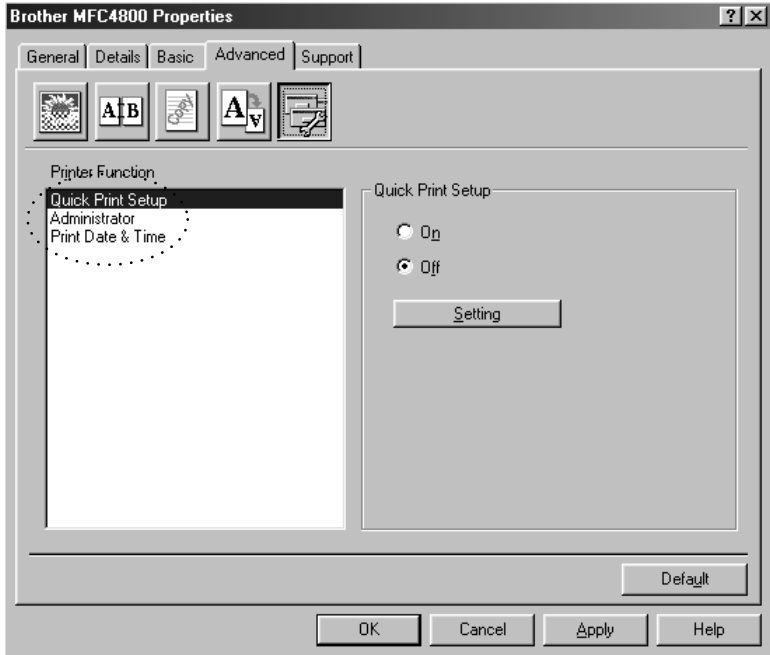 Brother MFC4800 Properties
? X
General Details Basic Advanced Support
A B Copy A A
Printer Function
Quick Print Setup
Administrator
Print Date & Time
Quick Print Setup
On
Off
Setting
Default
OK Cancel Apply Help